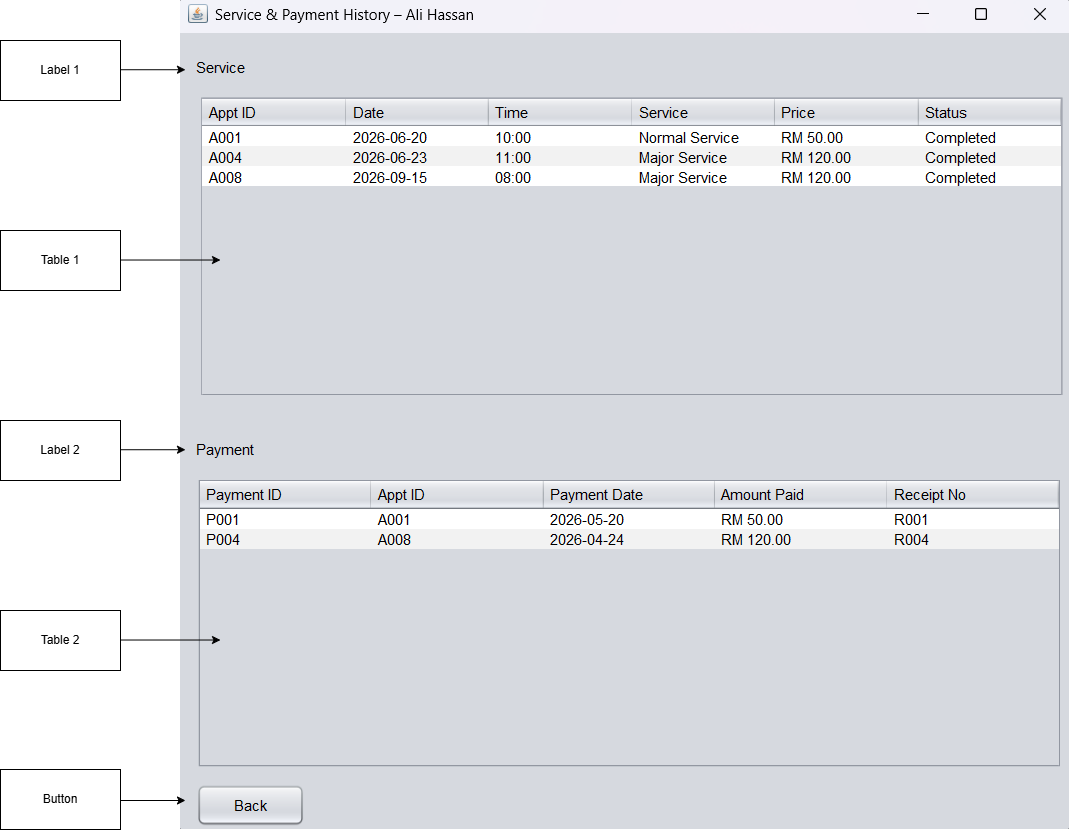 Service & Payment History – Ali Hassan
Label 1
Service
Appt ID Date Time Service Price Status
A001 2026-06-20 10:00 Normal Service RM 50.00 Completed
A004 2026-06-23 11:00 Major Service RM 120.00 Completed
A008 2026-09-15 08:00 Major Service RM 120.00 Completed
Table 1
Label 2
Payment
Payment ID Appt ID Payment Date Amount Paid Receipt No
P001 A001 2026-05-20 RM 50.00 R001
P004 A008 2026-04-24 RM 120.00 R004
Table 2
Button
Back